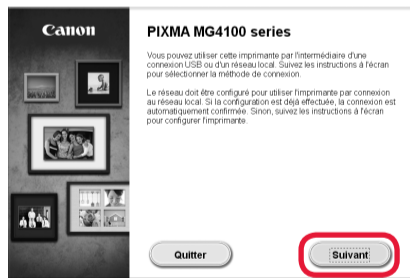 Canon
PIXMA MG4100 series
Vous pouvez utiliser cette imprimante par l'intermédiaire d'une
connexion USB ou d'un réseau local. Suivez les instructions à l'écran
pour sélectionner la méthode de connexion.
Le réseau doit être configuré pour utiliser l'imprimante par connexion
au réseau local. Si la configuration est déjà effectuée, la connexion est
automatiquement confirmée. Sinon, suivez les instructions à l'écran
pour configurer l'imprimante.
Quitter
Suivant